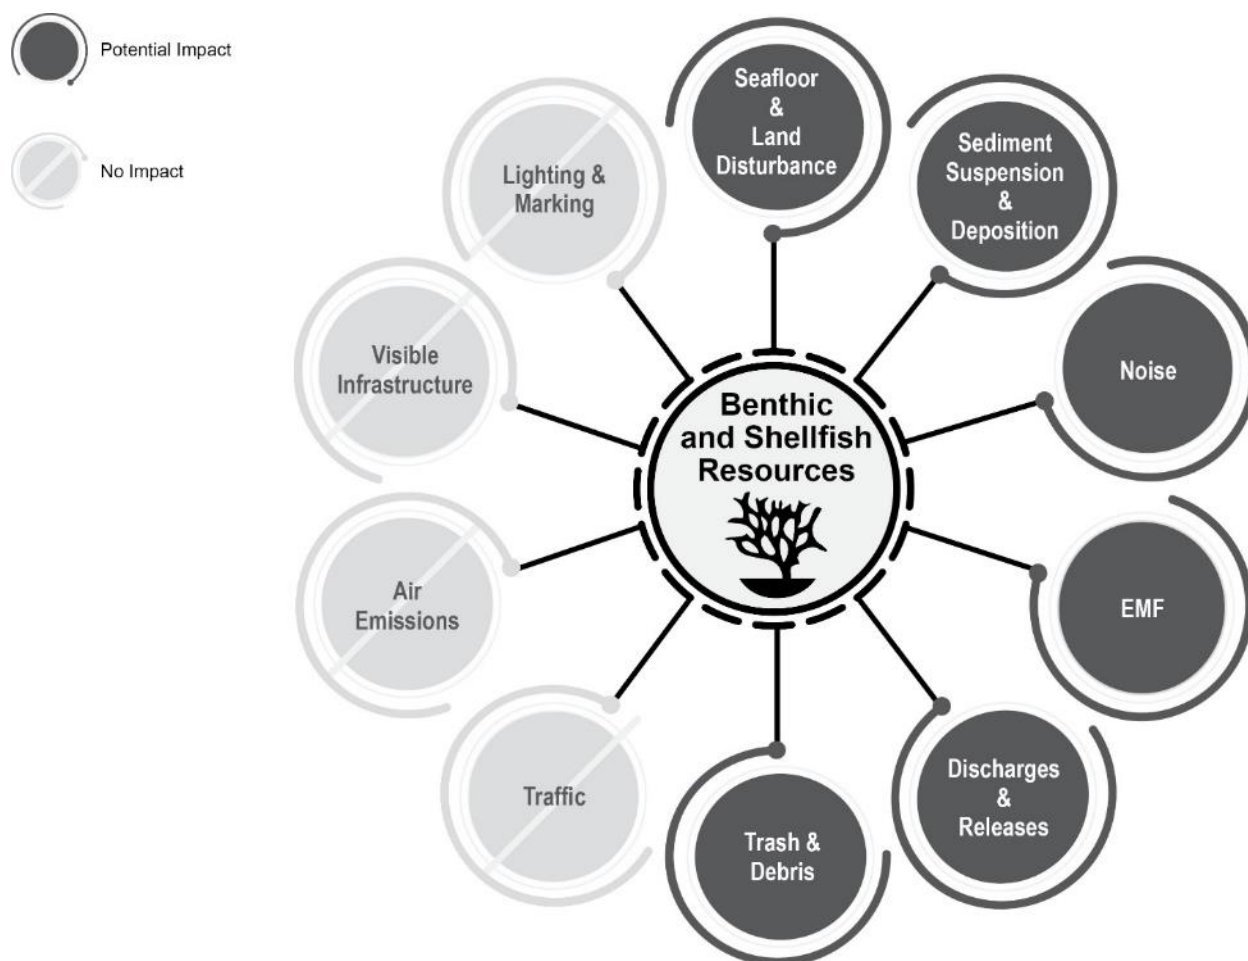 Potential Impact
No Impact
Seafloor
&
Land
Disturbance
Sediment
Suspension
&
Deposition
Noise
EMF
Discharges
&
Releases
Trash &
Debris
Traffic
Air
Emissions
Visible
Infrastructure
Lighting &
Marking
Benthic
and Shellfish
Resources